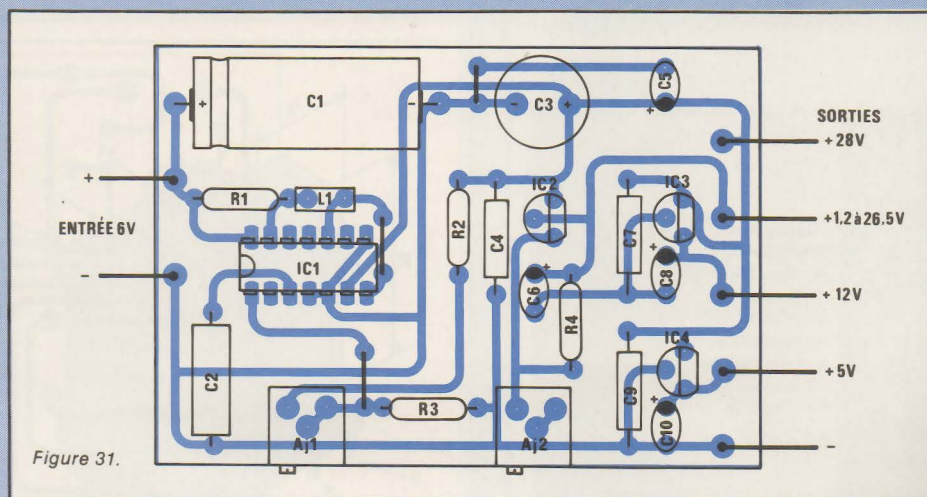 C1
+
-
-
C3
+
C5
+
SORTIES
+ 28V
+
R1
L1
R2
C4
IC2
C7
IC3
+1.2 à 26.5V
ENTRÉE 6V
IC1
-
+
C6
R4
+
C8
+ 12V
C2
IC4
C9
+ 5V
R3
+
C10
Aj1
Aj2
-
Figure 31.